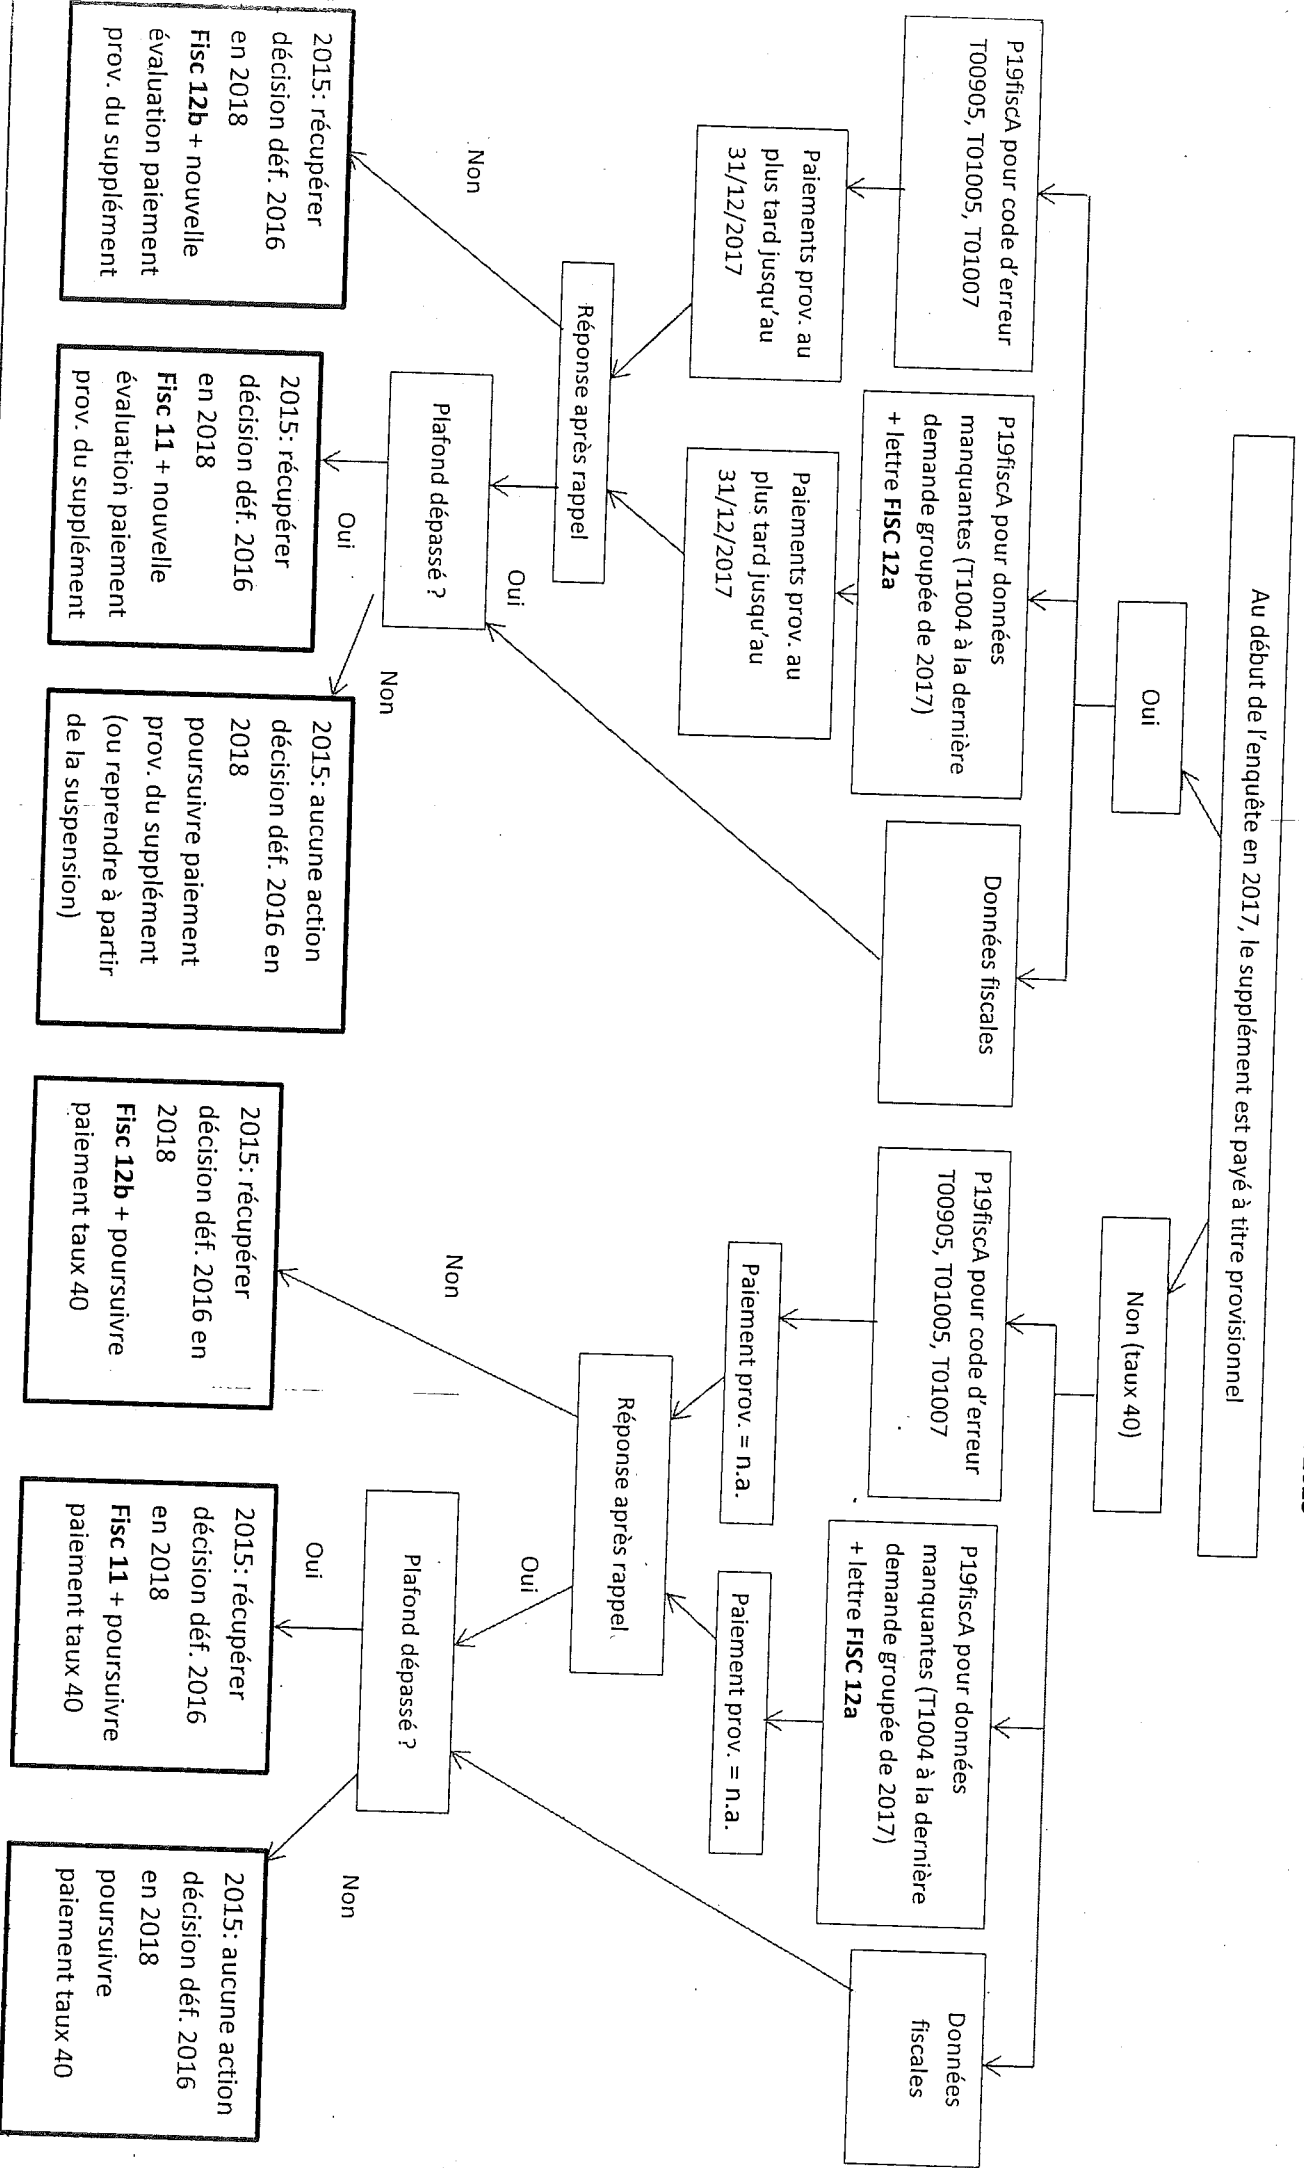 Au début de l'enquête en 2017, le supplément est payé à titre provisionnel
Oui
Non (taux 40)
P19fiscA pour code d'erreur
T00905, T01005, T01007
P19fiscA pour données
manquantes (T1004 à la dernière
demande groupée de 2017)
+ lettre FISC 12a
Données fiscales
P19fiscA pour code d'erreur
T00905, T01005, T01007
P19fiscA pour données
manquantes (T1004 à la dernière
demande groupée de 2017)
+ lettre FISC 12a
Données
fiscales
Paiements prov. au
plus tard jusqu'au
31/12/2017
Paiements prov. au
plus tard jusqu'au
31/12/2017
Paiement prov. = n.a.
Paiement prov. = n.a.
Réponse après rappel
Réponse après rappel
Non
Oui
Non
Oui
Plafond dépassé ?
Plafond dépassé ?
Oui
Non
Oui
Non
2015: récupérer
décision déf. 2016
en 2018
Fisc 12b + nouvelle
évaluation paiement
prov. du supplément
2015: récupérer
décision déf. 2016
en 2018
Fisc 11 + nouvelle
évaluation paiement
prov. du supplément
2015: aucune action
décision déf. 2016 en
2018
poursuivre paiement
prov. du supplément
(ou reprendre à partir
de la suspension)
2015: récupérer
décision déf. 2016 en
2018
Fisc 12b + poursuivre
paiement taux 40
2015: récupérer
décision déf. 2016
en 2018
Fisc 11 + poursuivre
paiement taux 40
2015: aucune action
décision déf. 2016
en 2018
poursuivre
paiement taux 40